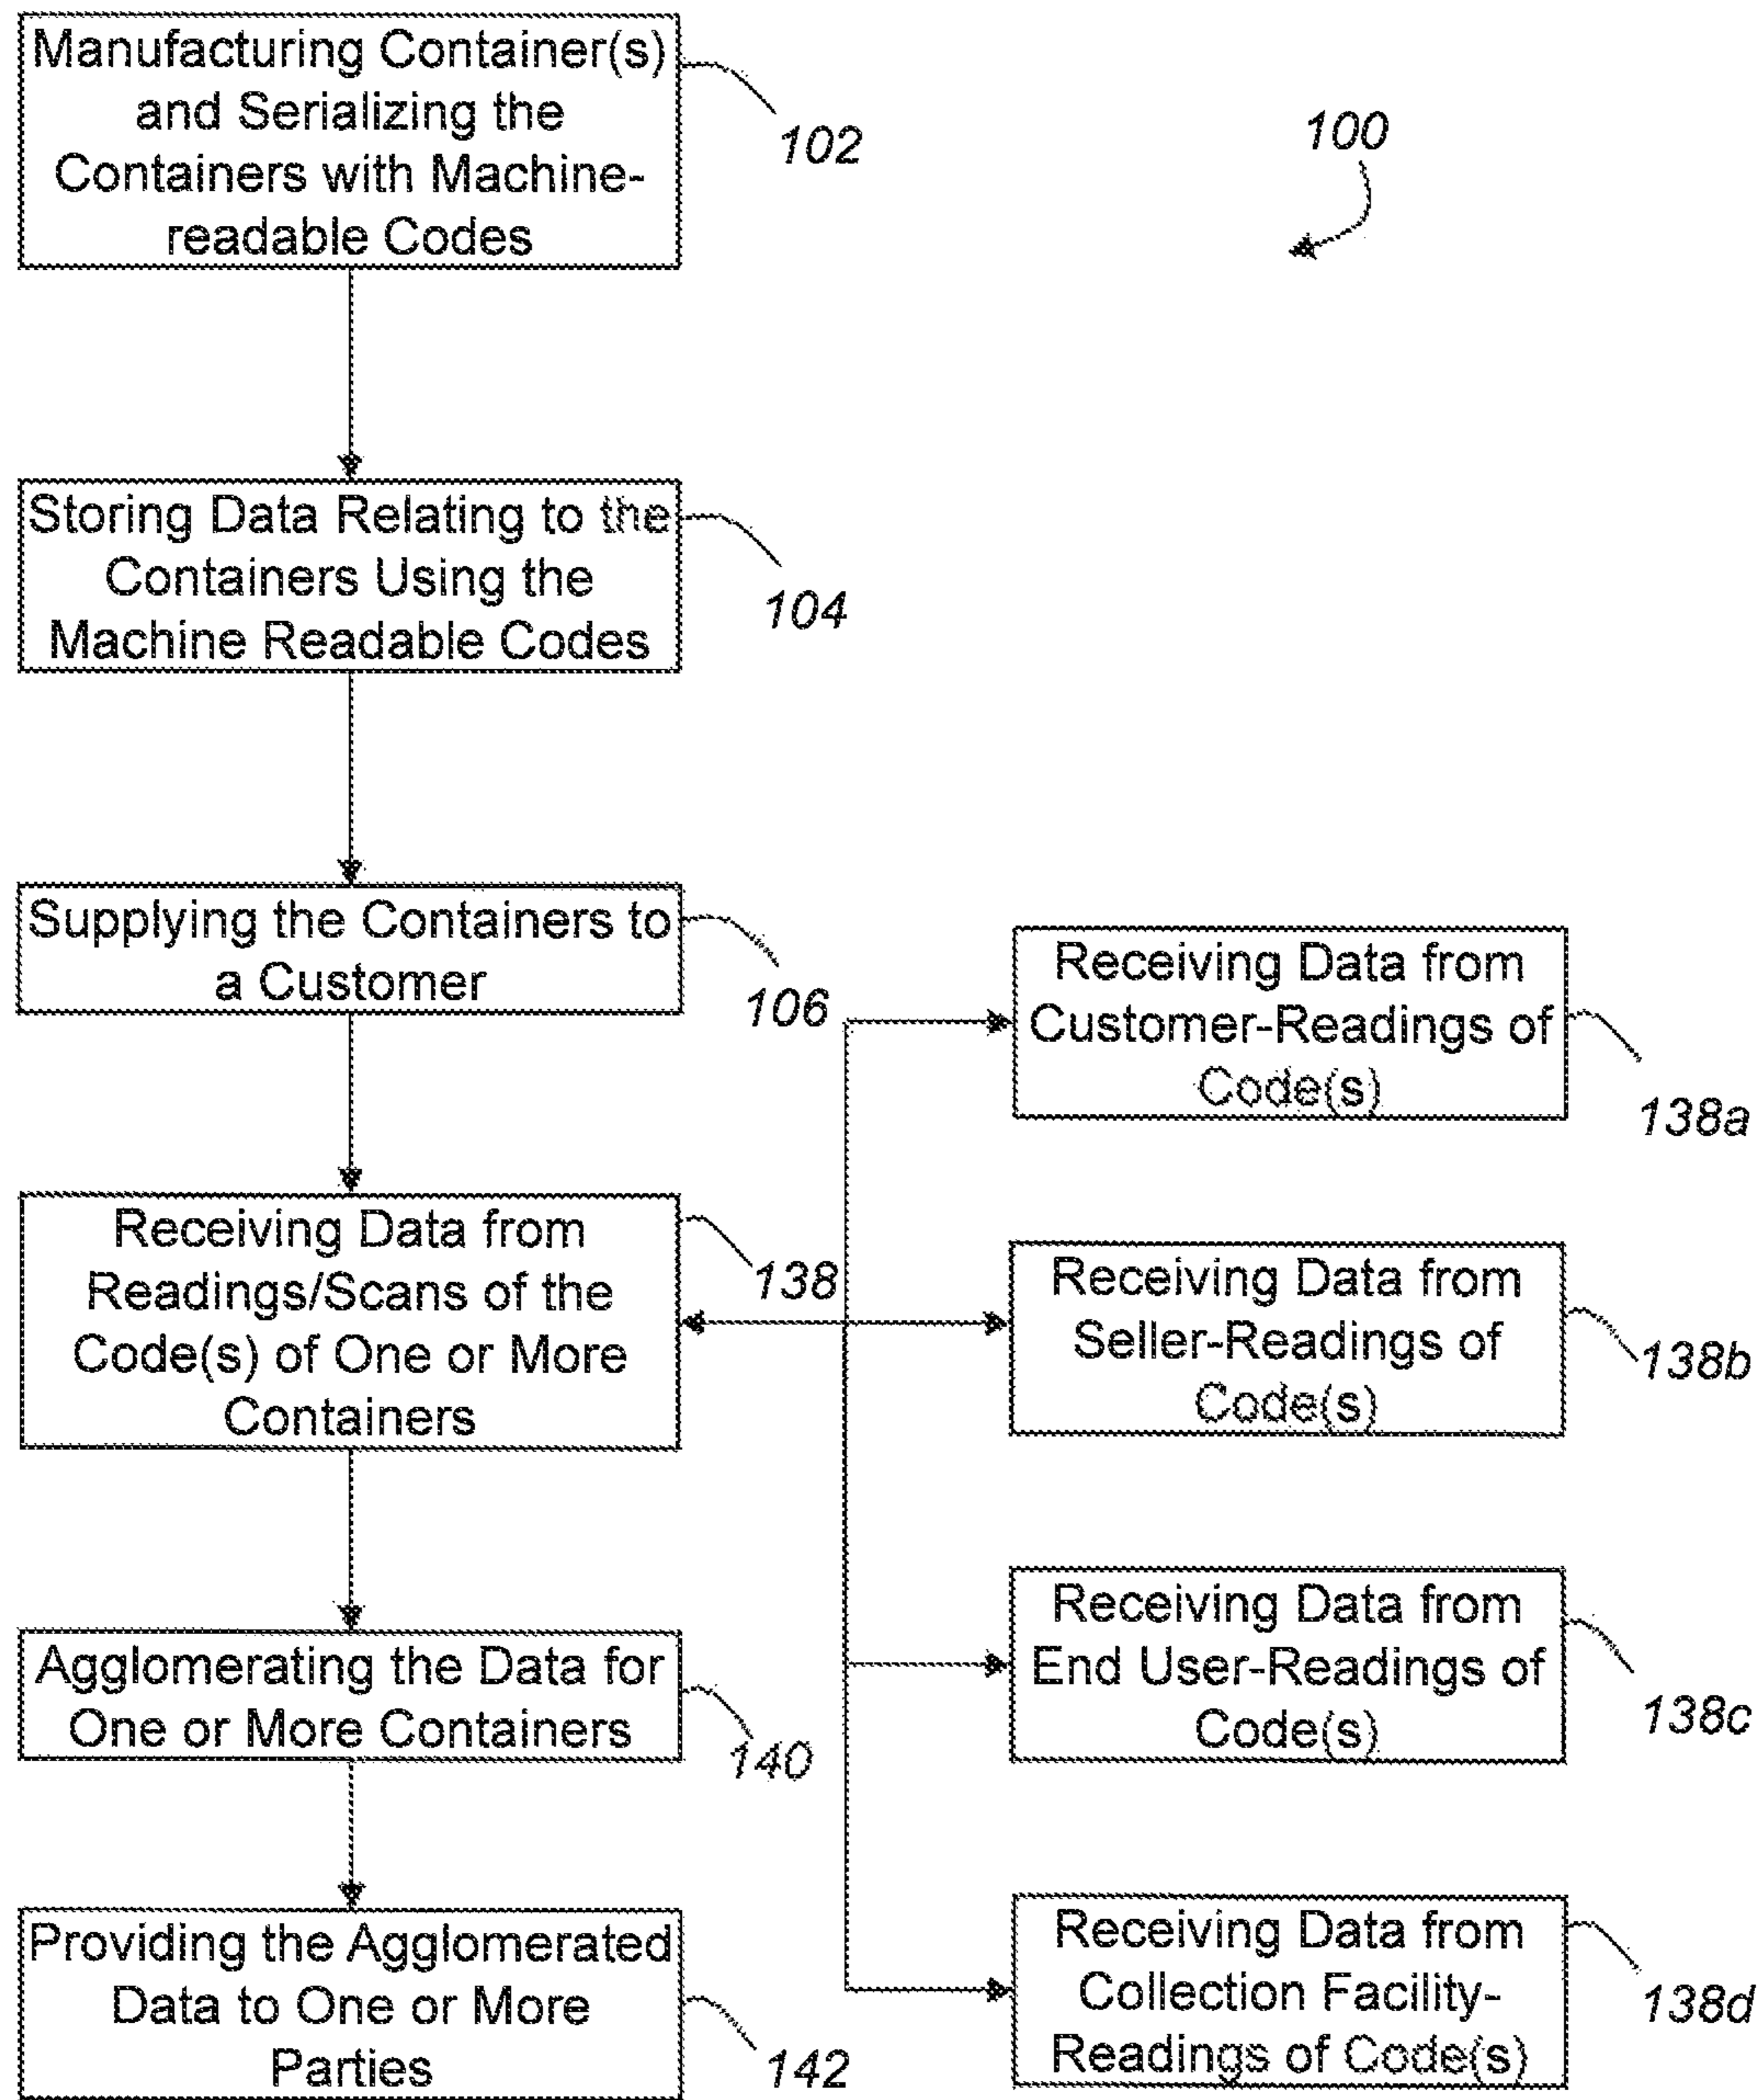 Manufacturing Container(s)
and Serializing the
Containers with Machine-
readable Codes
102
100
Storing Data Relating to the
Containers Using the
Machine Readable Codes
104
Supplying the Containers to
a Customer
106
Receiving Data from
Customer-Readings of
Code(s)
138a
Receiving Data from
Readings/Scans of the
Code(s) of One or More
Containers
138
Receiving Data from
Seller-Readings of
Code(s)
138b
Receiving Data from
End User-Readings of
Code(s)
138c
Agglomerating the Data for
One or More Containers
140
Providing the Agglomerated
Data to One or More
Parties
142
Receiving Data from
Collection Facility-
Readings of Code(s)
138d